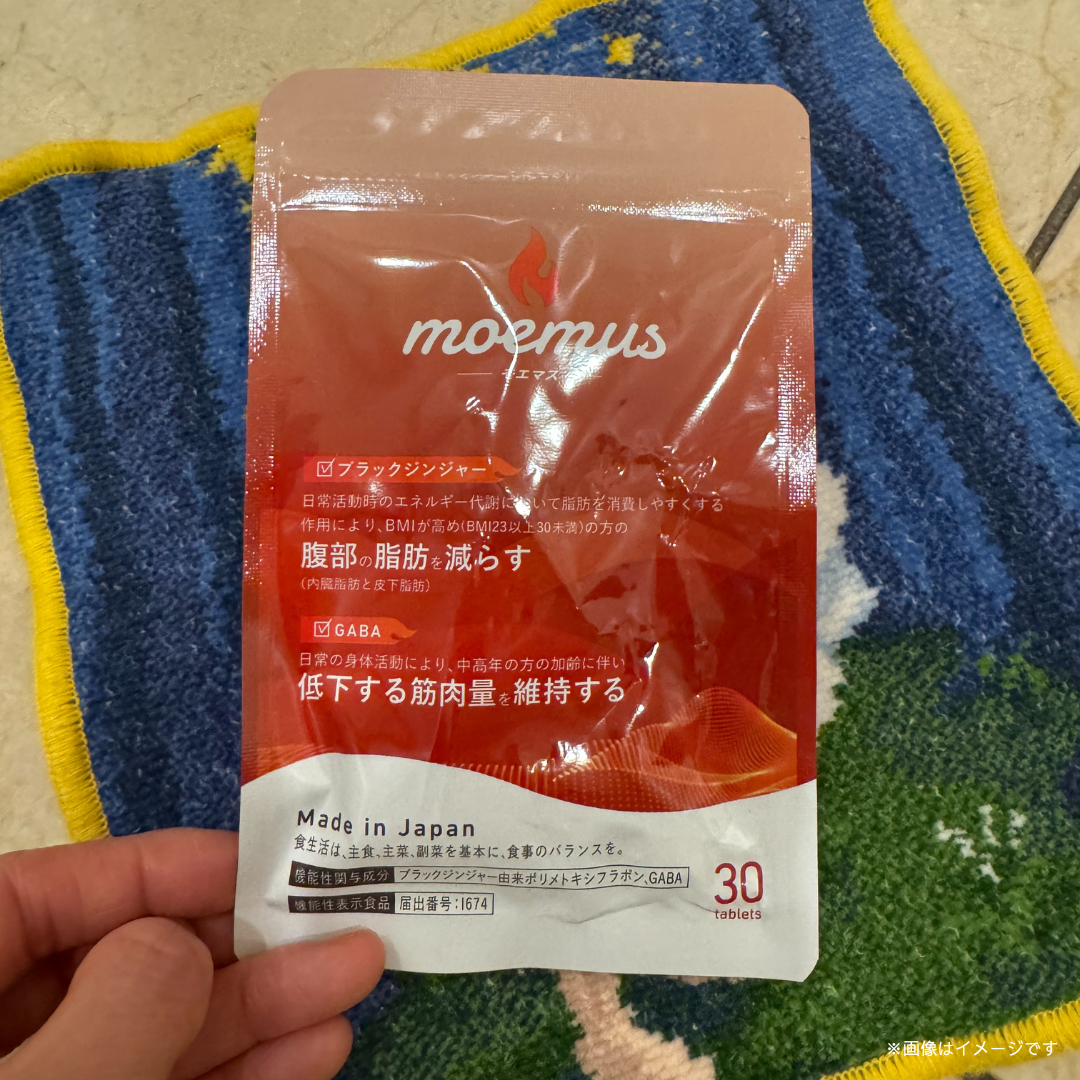 moemus
モエマス
ブラックジンジャー
日常活動時のエネルギー代謝において脂肪を消費しやすくする
作用により、BMIが高め(BMI23以上30未満)の方の
腹部の脂肪を減らす
(内臓脂肪と皮下脂肪)
GABA
日常の身体活動により、中高年の方の加齢に伴い
低下する筋肉量を維持する
Made in Japan
食生活は、主食、主菜、副菜を基本に、食事のバランスを。
機能性関与成分 ブラックジンジャー由来ポリメトキシフラボン、GABA
機能性表示食品 届出番号:I674
30
tablets
※画像はイメージです